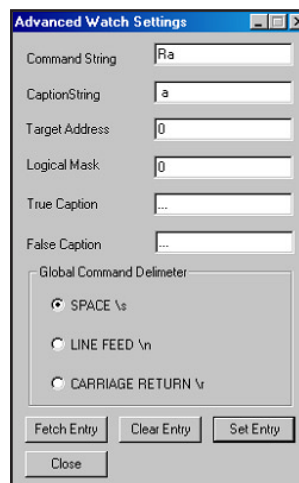 Advanced Watch Settings
Command String Ra
CaptionString a
Target Address 0
Logical Mask 0
True Caption ...
False Caption ...
Global Command Delimeter
SPACE \s
LINE FEED \n
CARRIAGE RETURN \r
Fetch Entry Clear Entry Set Entry
Close